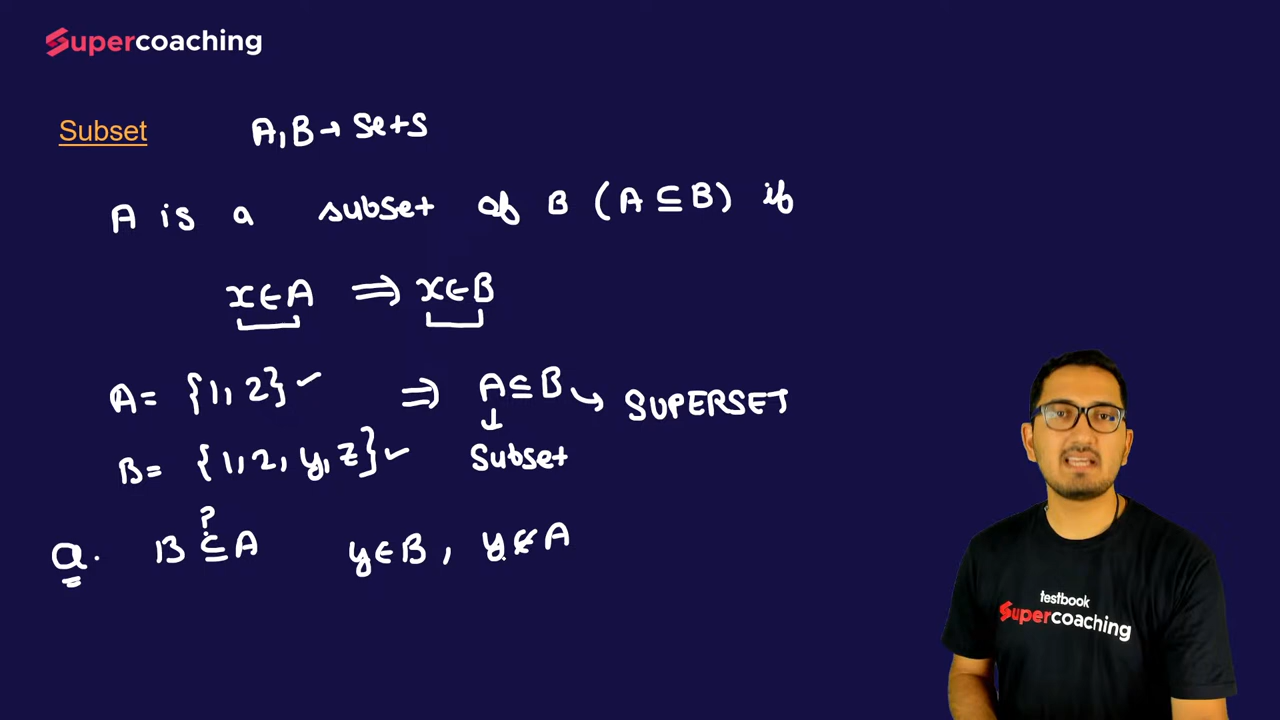 Supercoaching
Subset A, B → Sets
A is a subset of B (A ⊆ B) if
x∈A ⇒ x∈B
A = {1, 2} ✓ ⇒ A⊆B → SUPERSET
↓
B = {1, 2, y, z} ✓ Subset
?
Q. B ⊆ A y∈B, y∉A
testbook
Supercoaching